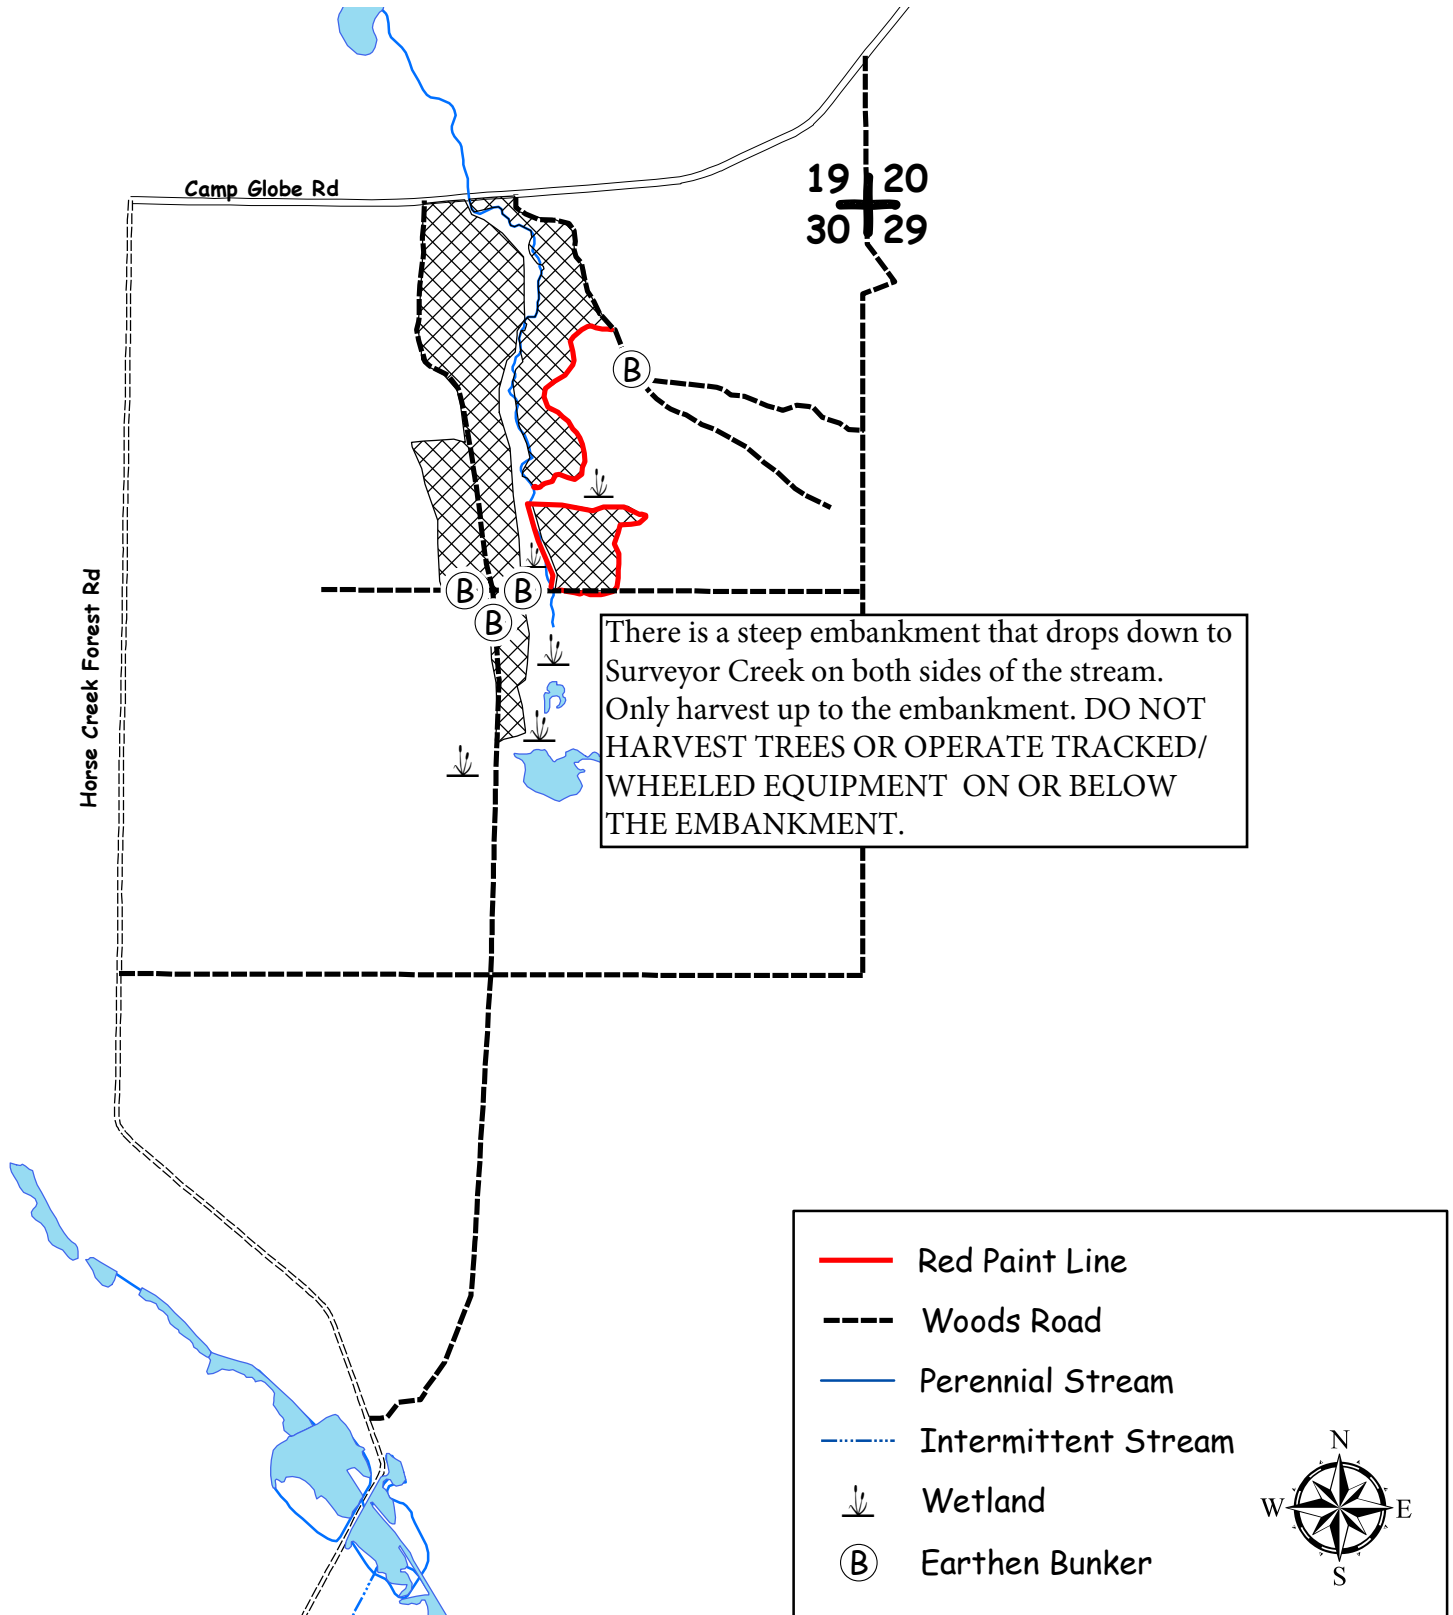 Camp Globe Rd
19 20
30 29
B
Horse Creek Forest Rd
B B
B
There is a steep embankment that drops down to
Surveyor Creek on both sides of the stream.
Only harvest up to the embankment. DO NOT
HARVEST TREES OR OPERATE TRACKED/
WHEELED EQUIPMENT ON OR BELOW
THE EMBANKMENT.
Red Paint Line
Woods Road
Perennial Stream
Intermittent Stream
Wetland
B Earthen Bunker
N
W E
S